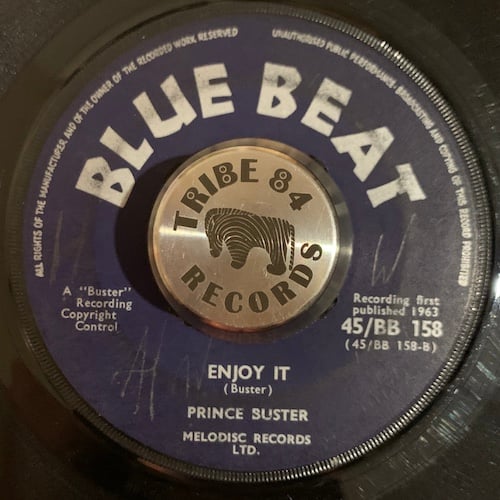 ALL RIGHTS OF THE MANUFACTURER, AND OF THE OWNER OF THE RECORDED WORK, RESERVED
UNAUTHORISED PUBLIC PERFORMANCE, BROADCASTING AND COPYING OF THIS RECORD PROHIBITED
BLUE BEAT
TRIBE 84
RECORDS
A "Buster"
Recording
Copyright
Control
Recording first
published 1963
45/BB 158
(45/BB 158-B)
ENJOY IT
(Buster)
PRINCE BUSTER
MELODISC RECORDS
LTD.